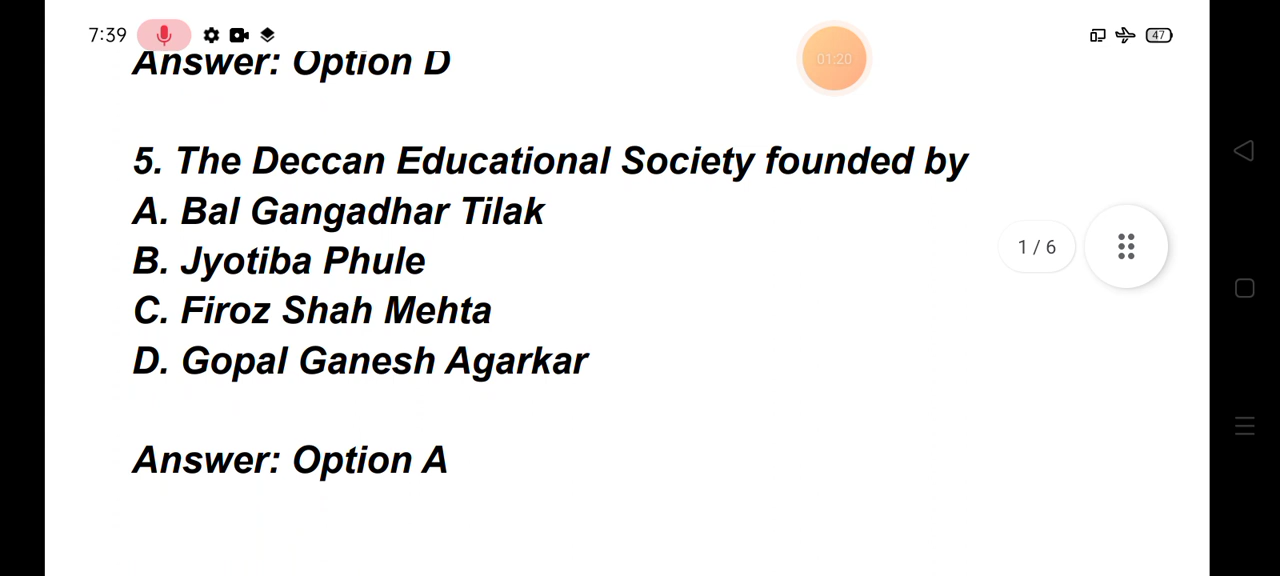 7:39
01:20
47
Answer: Option D
5. The Deccan Educational Society founded by
A. Bal Gangadhar Tilak
B. Jyotiba Phule
1 / 6
C. Firoz Shah Mehta
D. Gopal Ganesh Agarkar
Answer: Option A